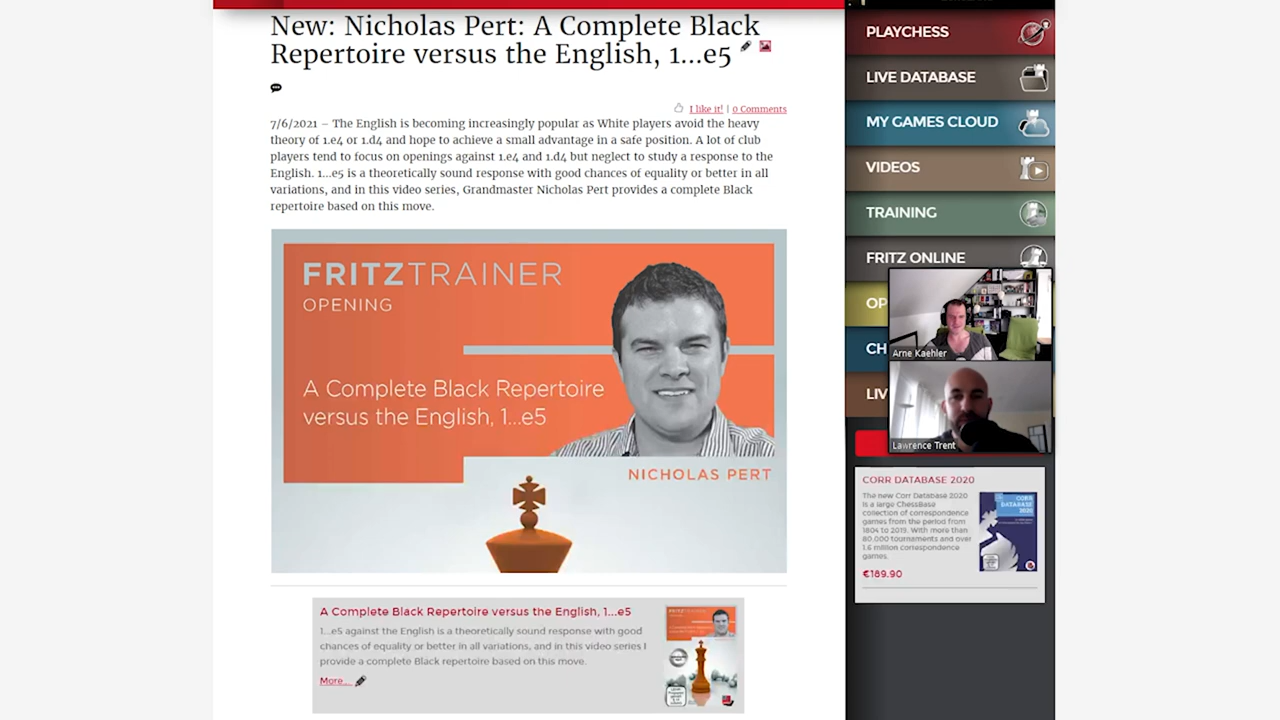 New: Nicholas Pert: A Complete Black
Repertoire versus the English, 1...e5
I like it! | 0 Comments
7/6/2021 – The English is becoming increasingly popular as White players avoid the heavy
theory of 1.e4 or 1.d4 and hope to achieve a small advantage in a safe position. A lot of club
players tend to focus on openings against 1.e4 and 1.d4 but neglect to study a response to the
English. 1...e5 is a theoretically sound response with good chances of equality or better in all
variations, and in this video series, Grandmaster Nicholas Pert provides a complete Black
repertoire based on this move.
FRITZTRAINER
OPENING
A Complete Black Repertoire
versus the English, 1...e5
NICHOLAS PERT
A Complete Black Repertoire versus the English, 1...e5
1...e5 against the English is a theoretically sound response with good
chances of equality or better in all variations, and in this video series I
provide a complete Black repertoire based on this move.
More...
PLAYCHESS
LIVE DATABASE
MY GAMES CLOUD
VIDEOS
TRAINING
FRITZ ONLINE
OP
CH
LIV
Arne Kaehler
Lawrence Trent
CORR DATABASE 2020
The new Corr Database 2020
is a large ChessBase
collection of correspondence
games from the period from
1804 to 2019. With more than
80.000 tournaments and over
1.6 million correspondence
games.
€189.90
CORR
DATABASE
2020